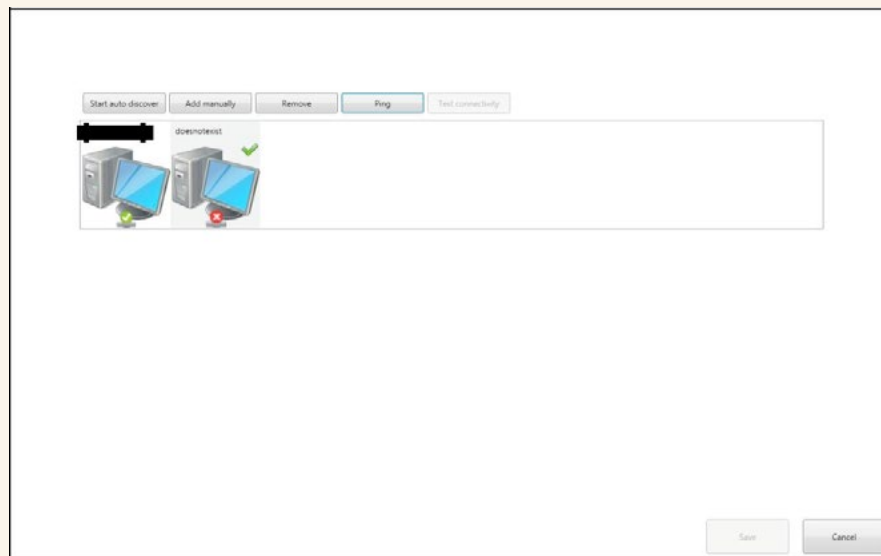 Start auto discover Add manually Remove Ping Test connectivity
doesnotexist
Save Cancel